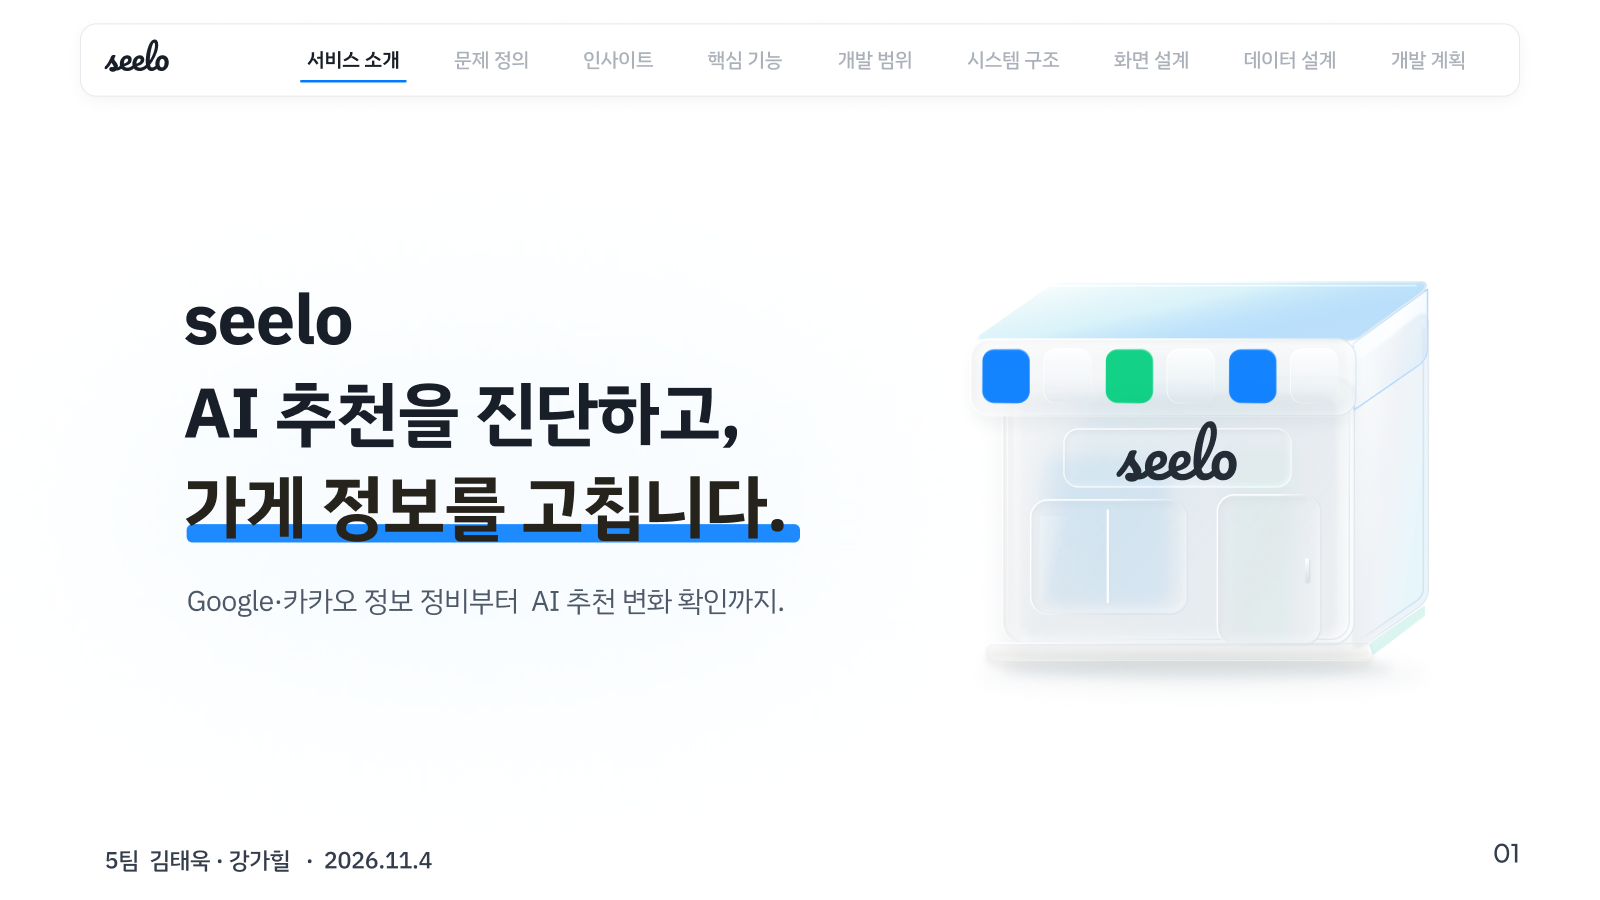 seelo
서비스 소개 문제 정의 인사이트 핵심 기능 개발 범위 시스템 구조 화면 설계 데이터 설계 개발 계획
seelo
AI 추천을 진단하고,
가게 정보를 고칩니다.
Google·카카오 정보 정비부터 AI 추천 변화 확인까지.
seelo
5팀 김태욱 · 강가힐 · 2026.11.4
01